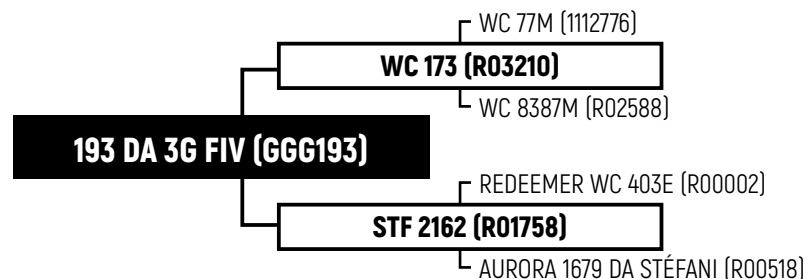 WC 77M (1112776)
WC 173 (R03210)
WC 8387M (R02588)
193 DA 3G FIV (GGG193)
REDEEMER WC 403E (R00002)
STF 2162 (R01758)
AURORA 1679 DA STÉFANI (R00518)